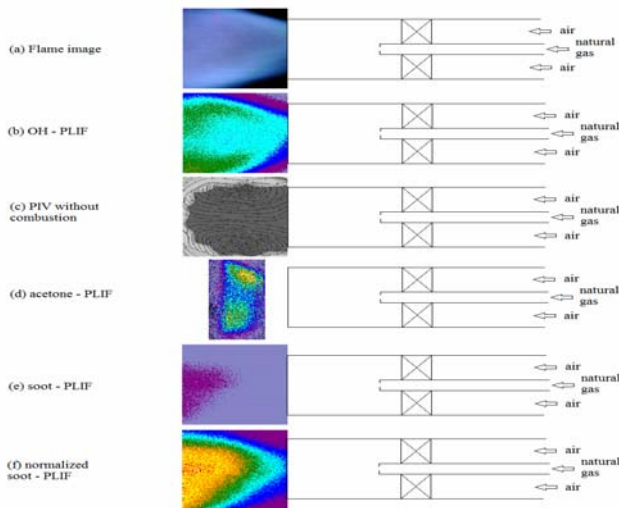 air
(a) Flame image
natural
gas
air
air
(b) OH - PLIF
natural
gas
air
(c) PIV without
combustion
air
natural
gas
air
(d) acetone - PLIF
air
natural
gas
air
(e) soot - PLIF
air
natural
gas
air
(f) normalized
soot - PLIF
air
natural
gas
air